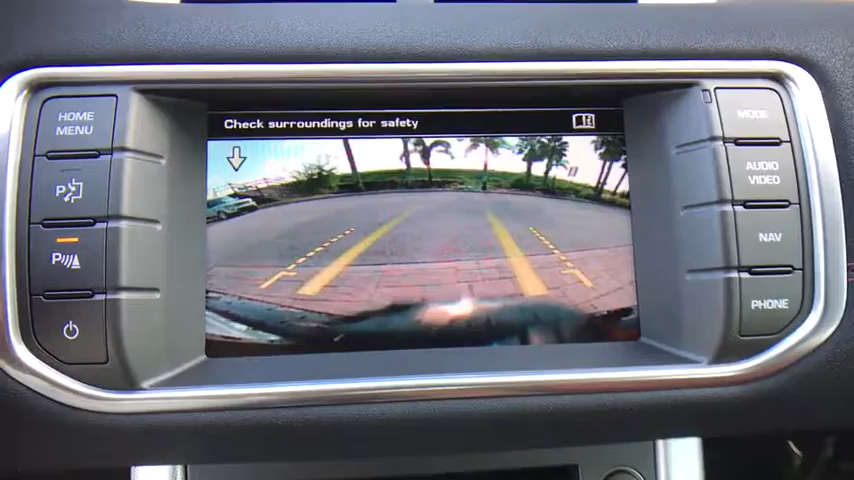 Check surroundings for safety
HOME
MENU
P
P
MODE
AUDIO
VIDEO
NAV
PHONE